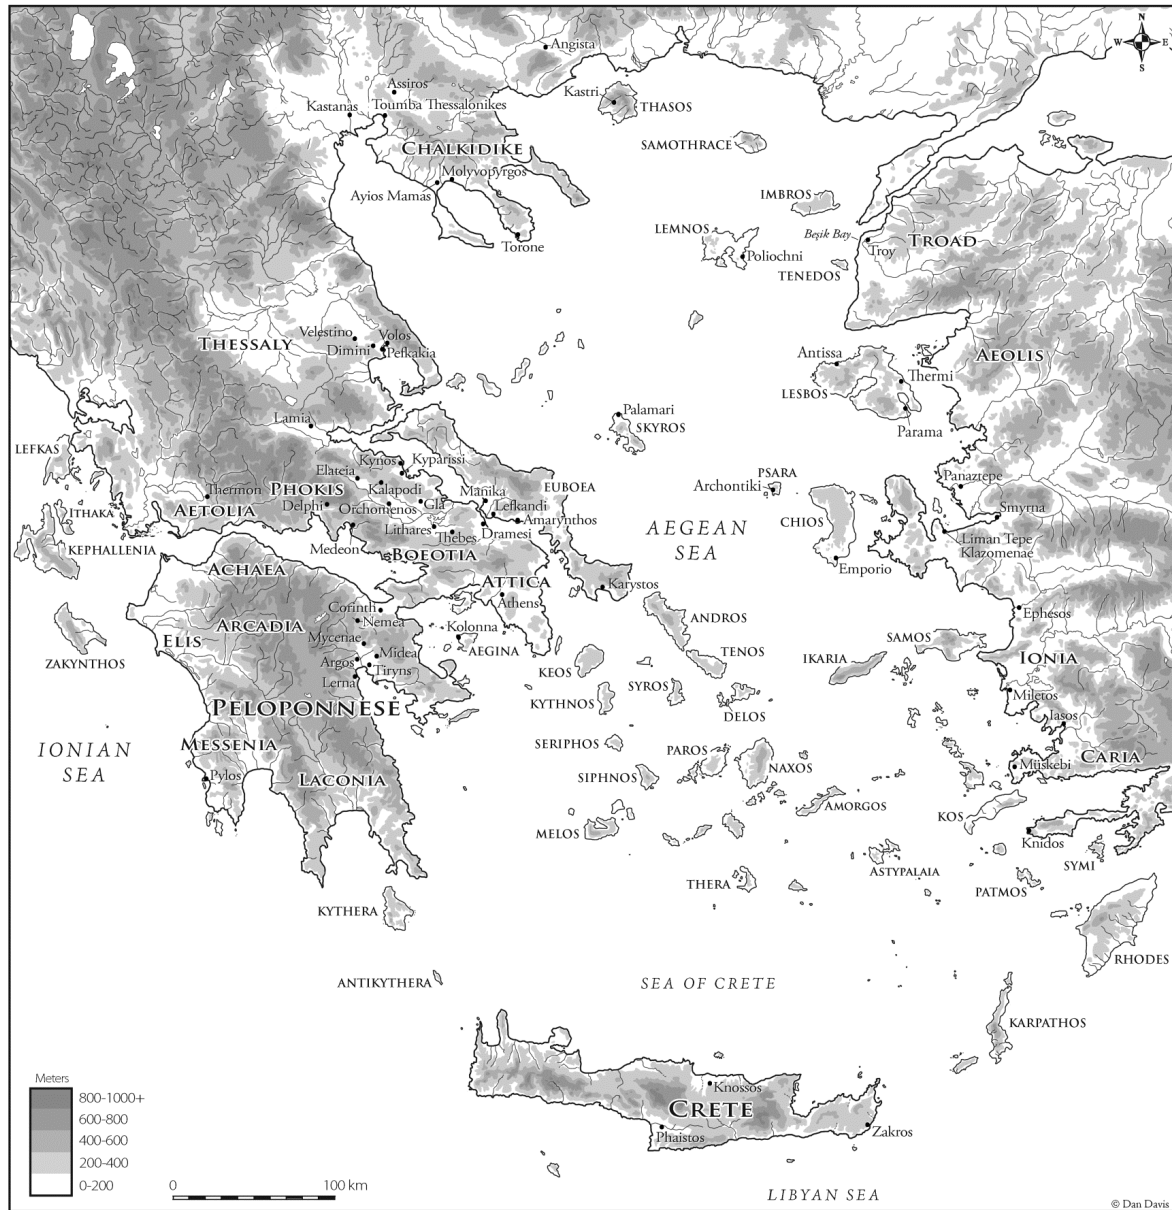 N
W
E
S
Angista
Assiros
Kastri
THASOS
Kastanas
Toumba Thessalonikes
CHALKIDIKE
SAMOTHRACE
Molyvopyrgos
Ayios Mamas
IMBROS
LEMNOS
Beşik Bay
TROAD
Torone
Troy
Poliochni
TENEDOS
Velestino
Volos
THESSALY
Dimini
Pefkakia
Antissa
AEOLIS
Thermi
LESBOS
Lamia
Palamari
SKYROS
Parama
LEFKAS
Kynos
Kyparissi
Elateia
PSARA
Panaztepe
Archontiki
EUBOEA
PHOKIS
Kalapodi
Manika
Thermon
Delphi
Orchomenos
Gla
Lefkandi
ITHAKA
AETOLIA
Smyrna
Amarynthos
CHIOS
AEGEAN
SEA
Lithares
Thebes
Dramesi
Liman Tepe
Klazomenae
KEPHALLENIA
Medeon
BOEOTIA
ACHAEA
Emporio
ATTICA
Karystos
Athens
Corinth
Ephesos
ANDROS
ARCADIA
Nemea
Kolonna
ELIS
Mycenae
SAMOS
AEGINA
Midea
TENOS
IONIA
ZAKYNTHOS
Argos
Tiryns
KEOS
IKARIA
Lerna
SYROS
Miletos
PELOPONNESE
KYTHNOS
DELOS
Iasos
MESSENIA
SERIPHOS
IONIAN
SEA
PAROS
CARIA
Pylos
LACONIA
SIPHNOS
NAXOS
Müskebi
AMORGOS
KOS
MELOS
Knidos
SYMI
ASTYPALAIA
THERA
PATMOS
KYTHERA
RHODES
ANTIKYTHERA
SEA OF CRETE
KARPATHOS
Meters
800-1000+
600-800
400-600
200-400
0-200
Knossos
CRETE
Phaistos
Zakros
0
100 km
LIBYAN SEA
© Dan Davis